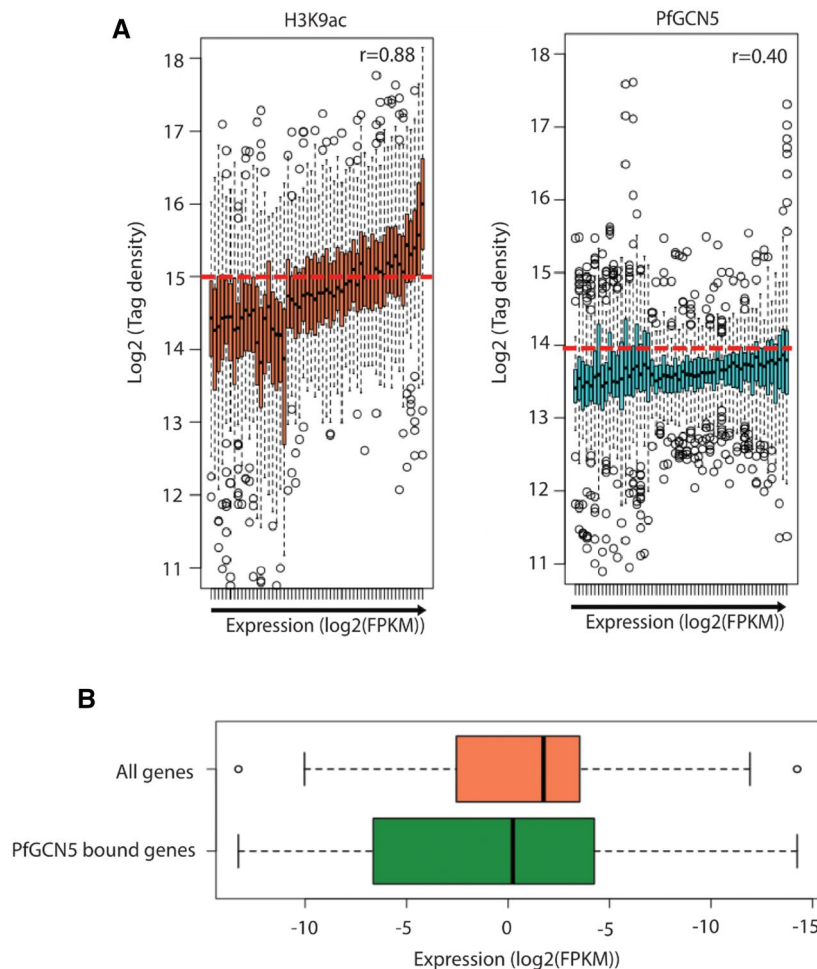 A
H3K9ac
r=0.88
Log2 (Tag density)
18
17
16
15
14
13
12
11
Expression (log2(FPKM))
PfGCN5
r=0.40
Log2 (Tag density)
18
17
16
15
14
13
12
11
Expression (log2(FPKM))
B
All genes
PfGCN5 bound genes
-10 -5 0 -5 -10 -15
Expression (log2(FPKM))